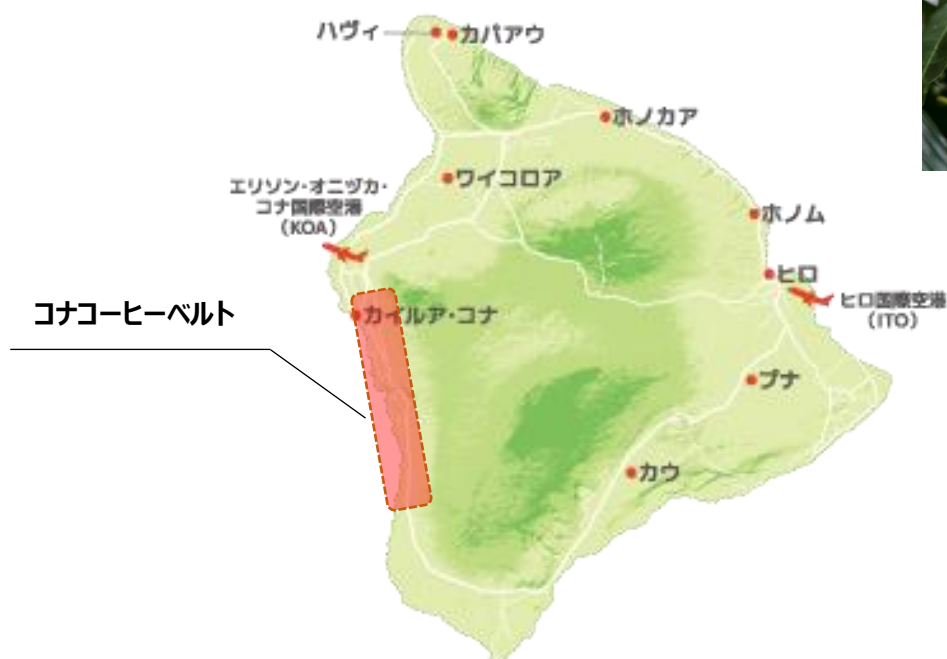 ハヴィ
カパアウ
ホノカア
ワイコロア
エリソン・オニヅカ・
コナ国際空港
(KOA)
ホノム
ヒロ
ヒロ国際空港
(ITO)
コナコーヒーベルト
カイルア・コナ
プナ
カウ